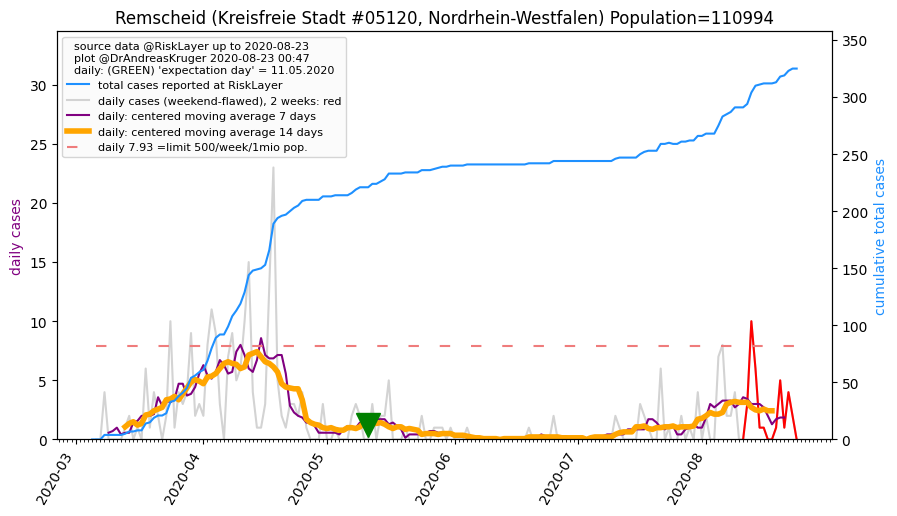 Remscheid (Kreisfreie Stadt #05120, Nordrhein-Westfalen) Population=110994
source data @RiskLayer up to 2020-08-23
plot @DrAndreasKruger 2020-08-23 00:47
daily: (GREEN) 'expectation day' = 11.05.2020
total cases reported at RiskLayer
daily cases (weekend-flawed), 2 weeks: red
daily: centered moving average 7 days
daily: centered moving average 14 days
daily 7.93 =limit 500/week/1mio pop.
daily cases
30
25
20
15
10
5
0
cumulative total cases
350
300
250
200
150
100
50
0
2020-03
2020-04
2020-05
2020-06
2020-07
2020-08